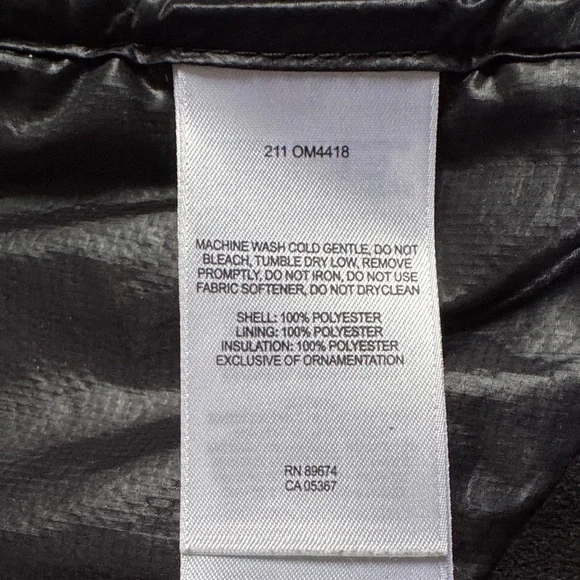 211 OM4418
MACHINE WASH COLD GENTLE, DO NOT
BLEACH, TUMBLE DRY LOW, REMOVE
PROMPTLY, DO NOT IRON, DO NOT USE
FABRIC SOFTENER, DO NOT DRYCLEAN
SHELL: 100% POLYESTER
LINING: 100% POLYESTER
INSULATION: 100% POLYESTER
EXCLUSIVE OF ORNAMENTATION
RN 89674
CA 05367